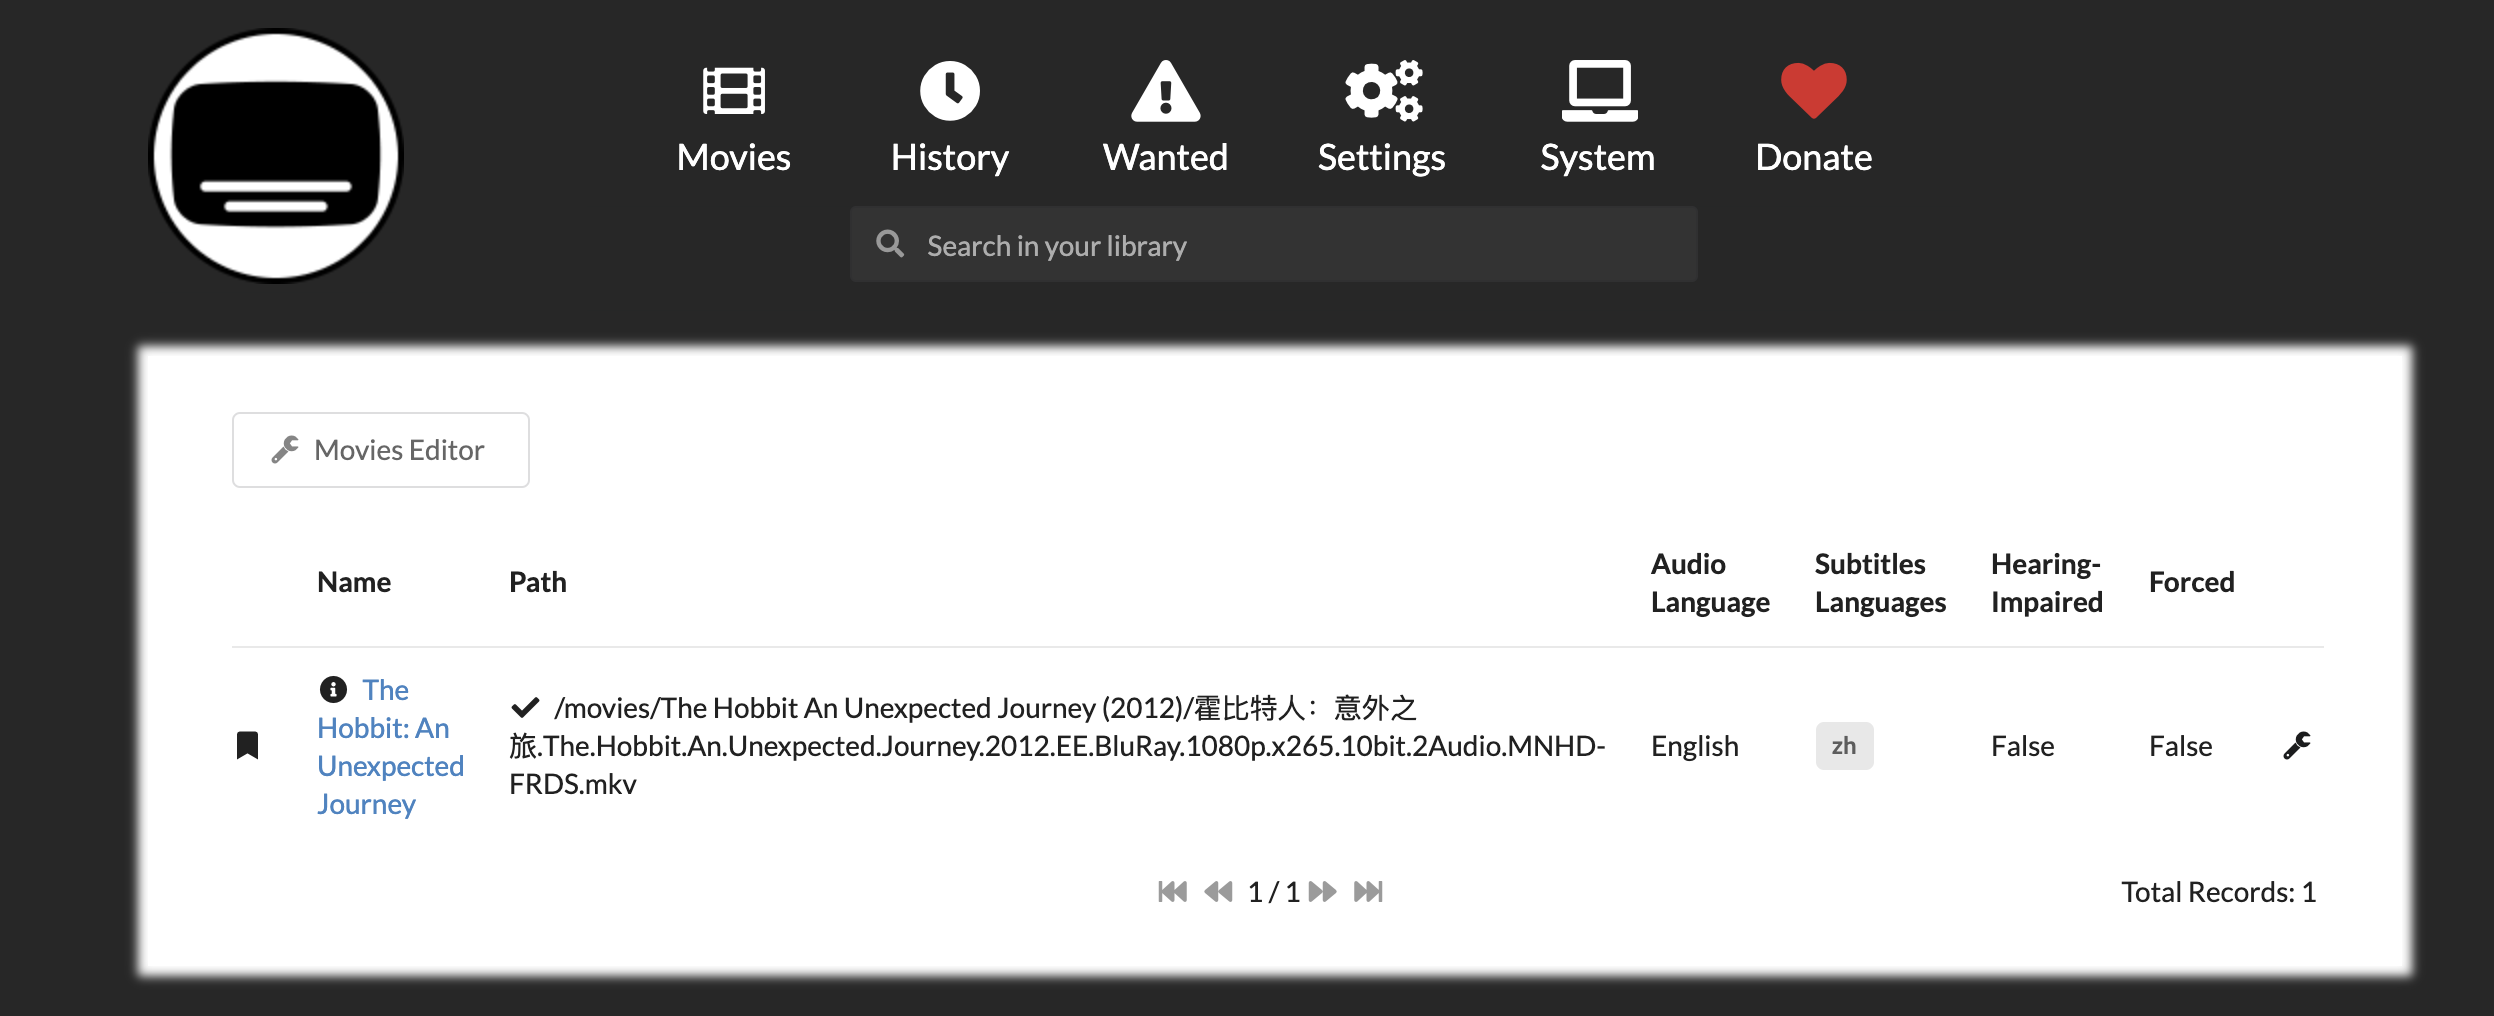 Movies
History
Wanted
Settings
System
Donate
Search in your library
Movies Editor
Name
Path
Audio
Language
Subtitles
Languages
Hearing-
Impaired
Forced
The
Hobbit: An
Unexpected
Journey
/movies/The Hobbit An Unexpected Journey (2012)/霍比特人：意外之
旅.The.Hobbit.An.Unexpected.Journey.2012.EE.BluRay.1080p.x265.10bit.2Audio.MNHD-
FRDS.mkv
English
zh
False
False
1 / 1
Total Records: 1